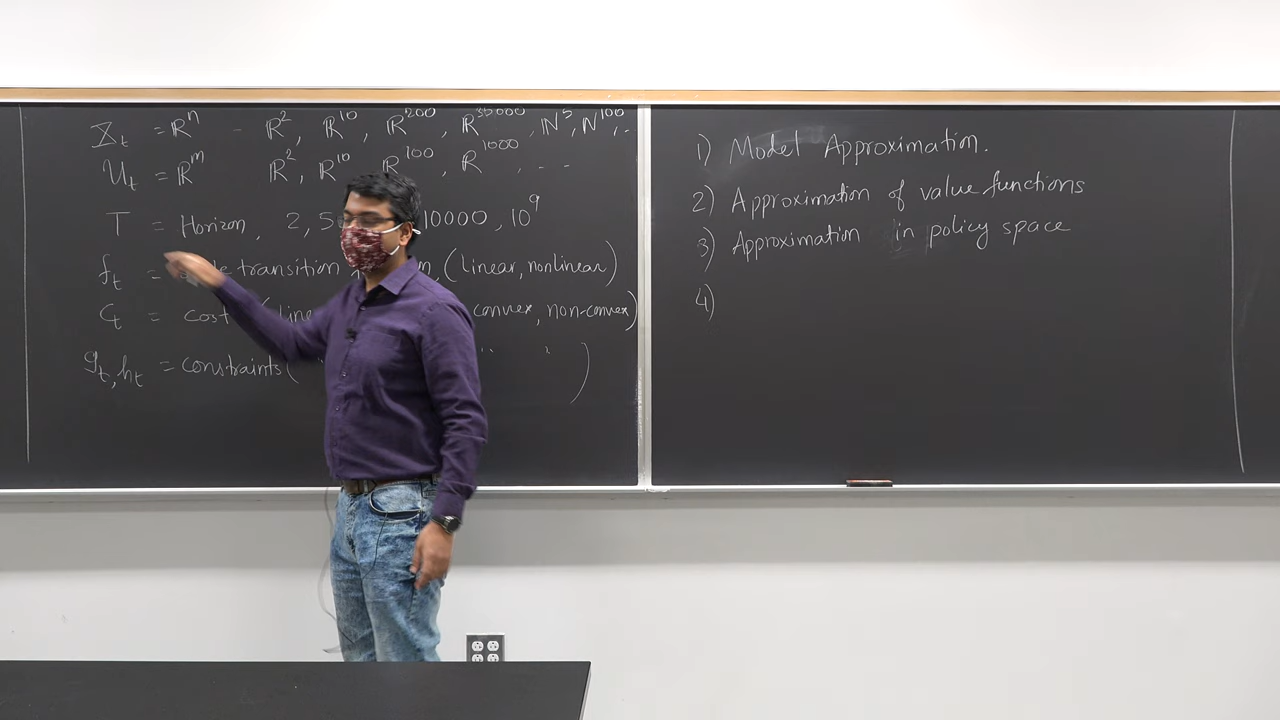 X_t = ℝ^n - ℝ^2, ℝ^10, ℝ^200, ℝ^35000, ℕ^5, ℕ^100, ..
U_t = ℝ^m ℝ^2, ℝ^10, ℝ^100, ℝ^1000, ...
T = Horizon, 2, 10000, 10^9
f_t = transition (linear, nonlinear)
C_t = cost ( convex, non-convex)
g_t, h_t = constraints ( " " )
1) Model Approximation.
2) Approximation of value functions
3) Approximation in policy space
4)